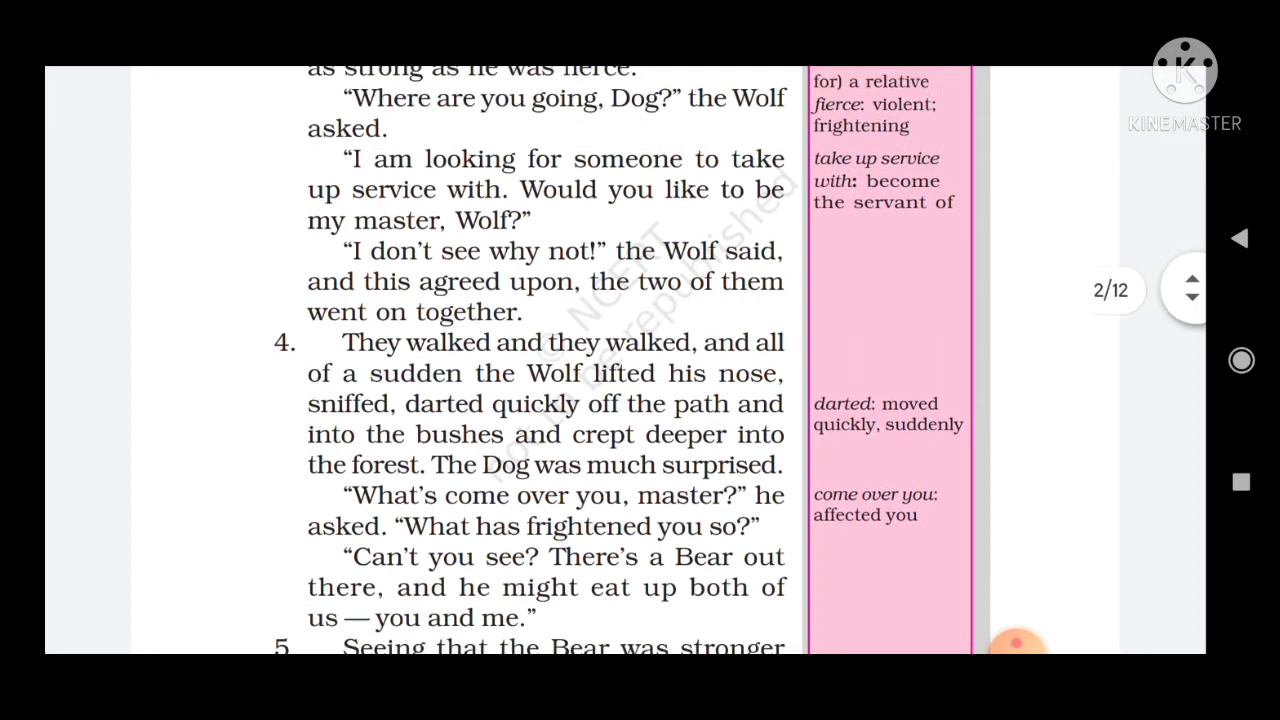 as strong as he was fierce.
"Where are you going, Dog?" the Wolf
asked.
"I am looking for someone to take
up service with. Would you like to be
my master, Wolf?"
"I don't see why not!" the Wolf said,
and this agreed upon, the two of them
went on together.
4. They walked and they walked, and all
of a sudden the Wolf lifted his nose,
sniffed, darted quickly off the path and
into the bushes and crept deeper into
the forest. The Dog was much surprised.
"What's come over you, master?" he
asked. "What has frightened you so?"
"Can't you see? There's a Bear out
there, and he might eat up both of
us — you and me."
5 Seeing that the Bear was stronger
for) a relative
fierce: violent;
frightening
take up service
with: become
the servant of
darted: moved
quickly, suddenly
come over you:
affected you
© NCERT
not to be republished
K
KINEMASTER
2/12